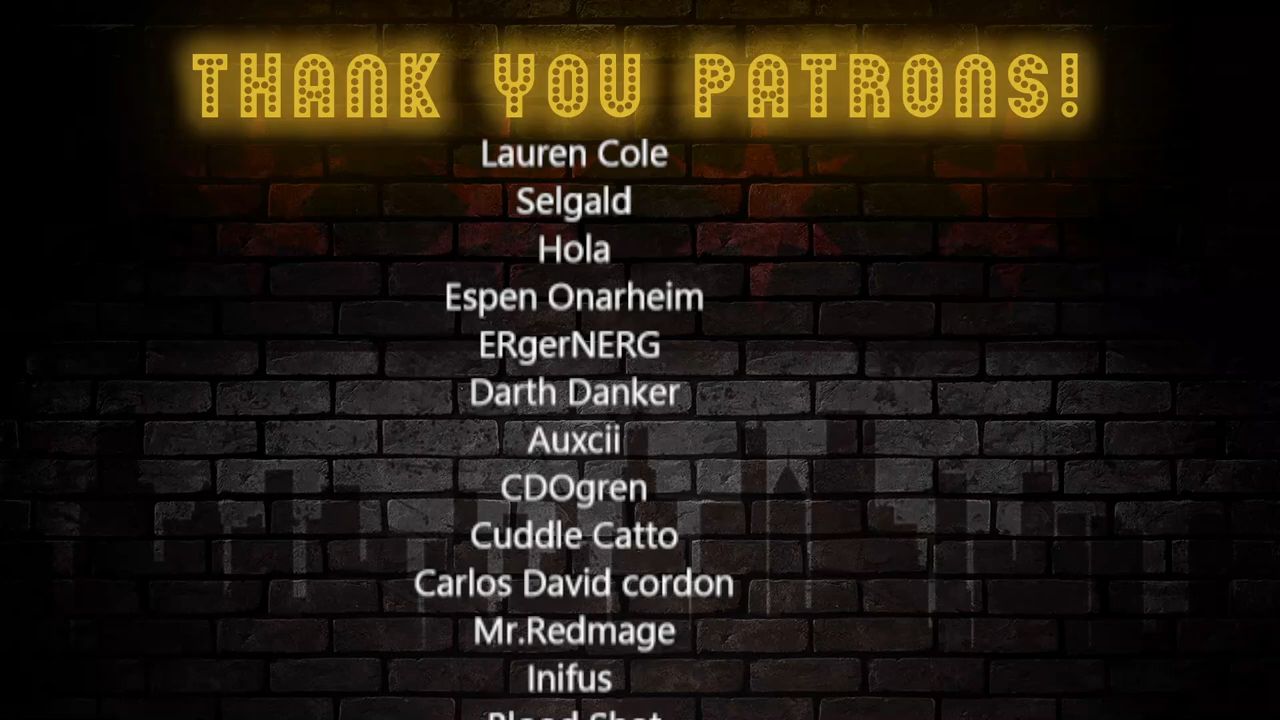 THANK YOU PATRONS!
Lauren Cole
Selgald
Hola
Espen Onarheim
ERgerNERG
Darth Danker
Auxcii
CDOgren
Cuddle Catto
Carlos David cordon
Mr.Redmage
Inifus